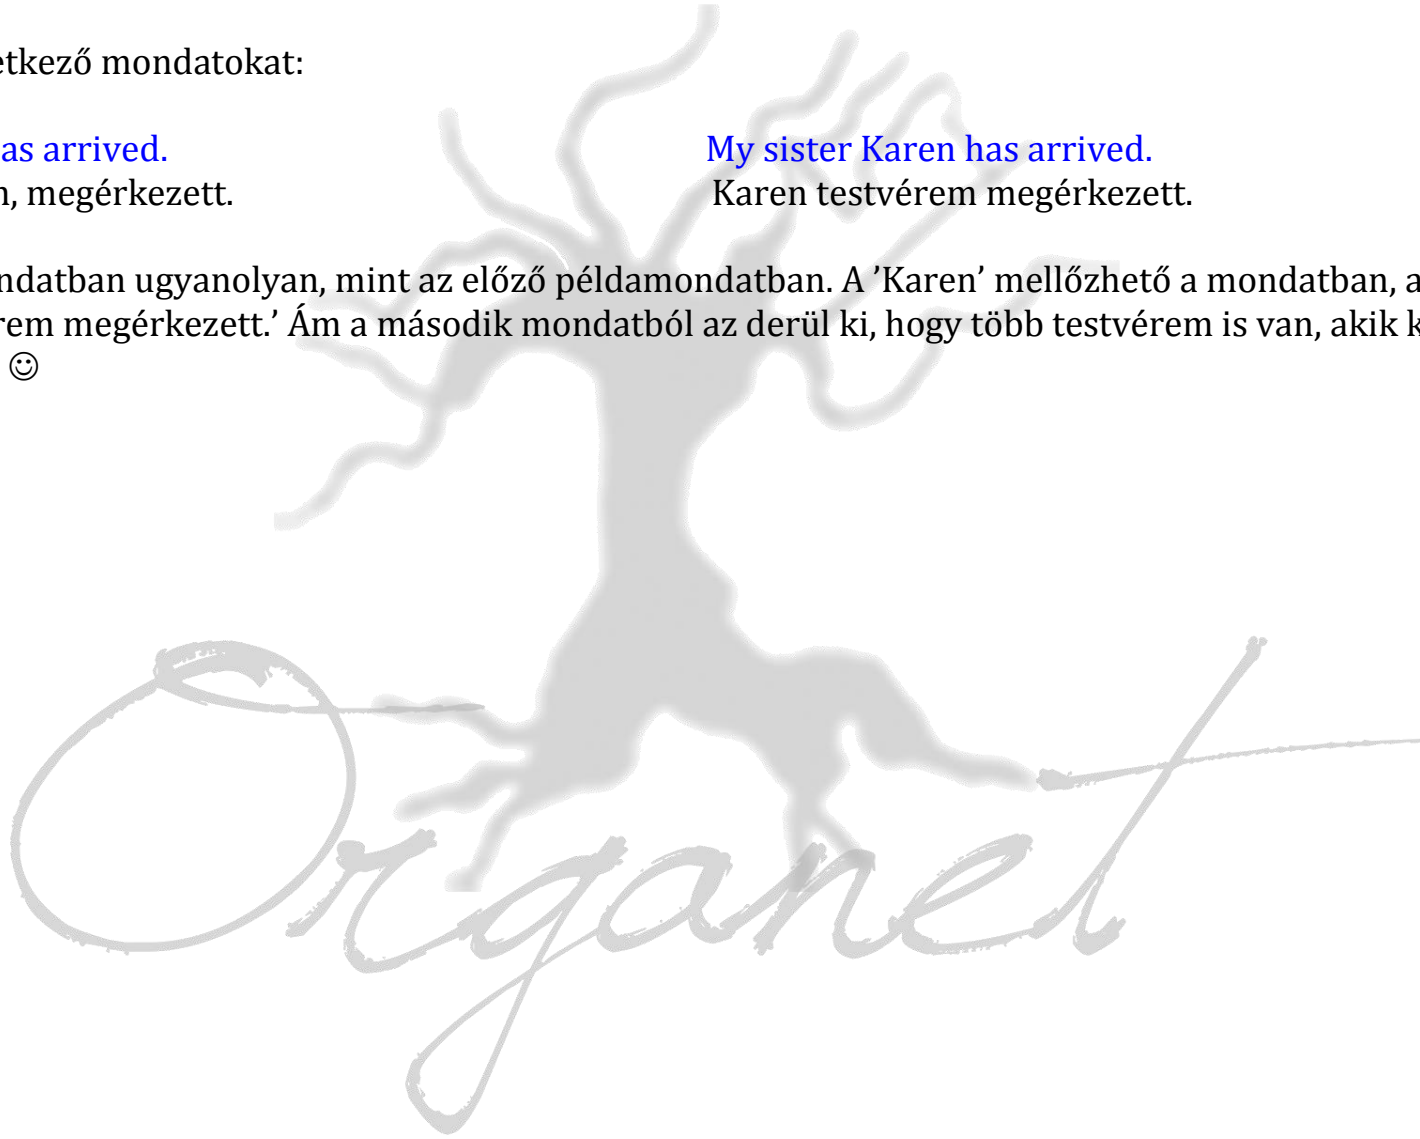 etkező mondatokat:
as arrived. My sister Karen has arrived.
, megérkezett. Karen testvérem megérkezett.
ndatban ugyanolyan, mint az előző példamondatban. A ’Karen’ mellőzhető a mondatban, a
rem megérkezett.’ Ám a második mondatból az derül ki, hogy több testvérem is van, akik k
☺
Organet